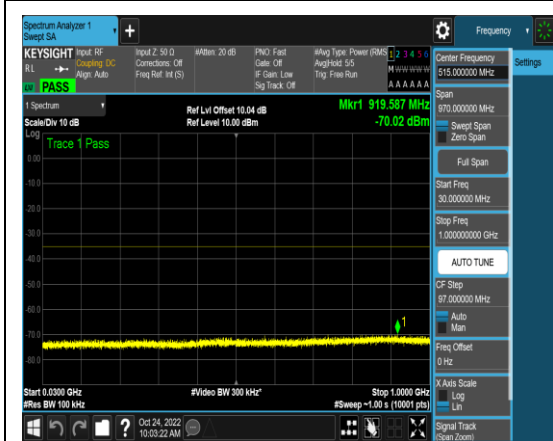 Spectrum Analyzer 1
Swept SA
+
Frequency
KEYSIGHT
Input: RF
Coupling: DC
Align: Auto
Input Z: 50 Ω
Corrections: Off
Freq Ref: Int (S)
#Atten: 20 dB
PNO: Fast
Gate: Off
IF Gain: Low
Sig Track: Off
#Avg Type: Power (RMS
Avg|Hold: 5/5
Trig: Free Run
1 2 3 4 5 6
M W W W W W
A A A A A A
RL
PASS
Center Frequency
515.000000 MHz
Settings
Span
970.000000 MHz
Swept Span
Zero Span
Full Span
Start Freq
30.000000 MHz
Stop Freq
1.000000000 GHz
AUTO TUNE
CF Step
97.000000 MHz
Auto
Man
Freq Offset
0 Hz
X Axis Scale
Log
Lin
Signal Track
(Span Zoom)
1 Spectrum
Scale/Div 10 dB
Log
Ref Lvl Offset 10.04 dB
Ref Level 10.00 dBm
Mkr1 919.587 MHz
-70.02 dBm
Trace 1 Pass
0.00
-10.0
-20.0
-30.0
-40.0
-50.0
-60.0
-70.0
-80.0
1
Start 0.0300 GHz
#Res BW 100 kHz
#Video BW 300 kHz*
Stop 1.0000 GHz
#Sweep ~1.00 s (10001 pts)
?
Oct 24, 2022
10:03:22 AM